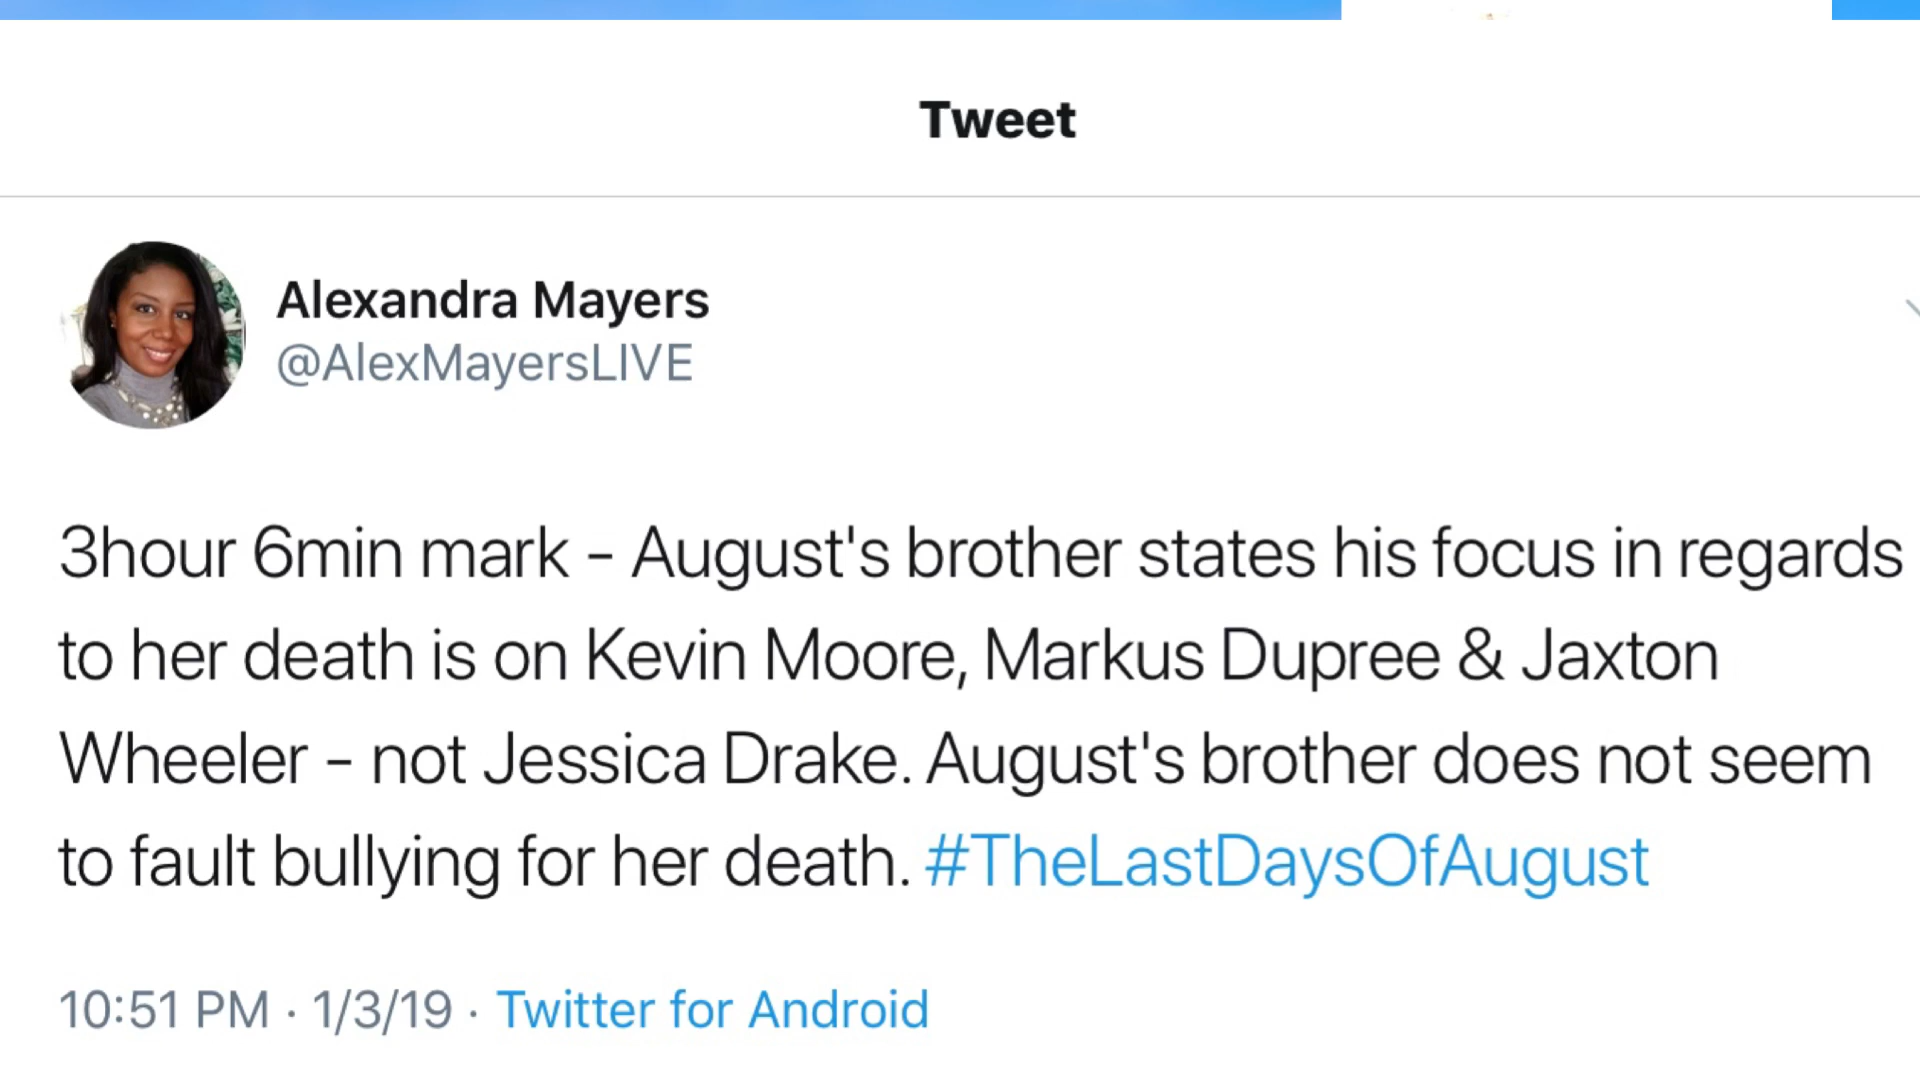 Tweet
Alexandra Mayers
@AlexMayersLIVE
3hour 6min mark - August's brother states his focus in regards
to her death is on Kevin Moore, Markus Dupree & Jaxton
Wheeler - not Jessica Drake. August's brother does not seem
to fault bullying for her death. #TheLastDaysOfAugust
10:51 PM · 1/3/19 · Twitter for Android